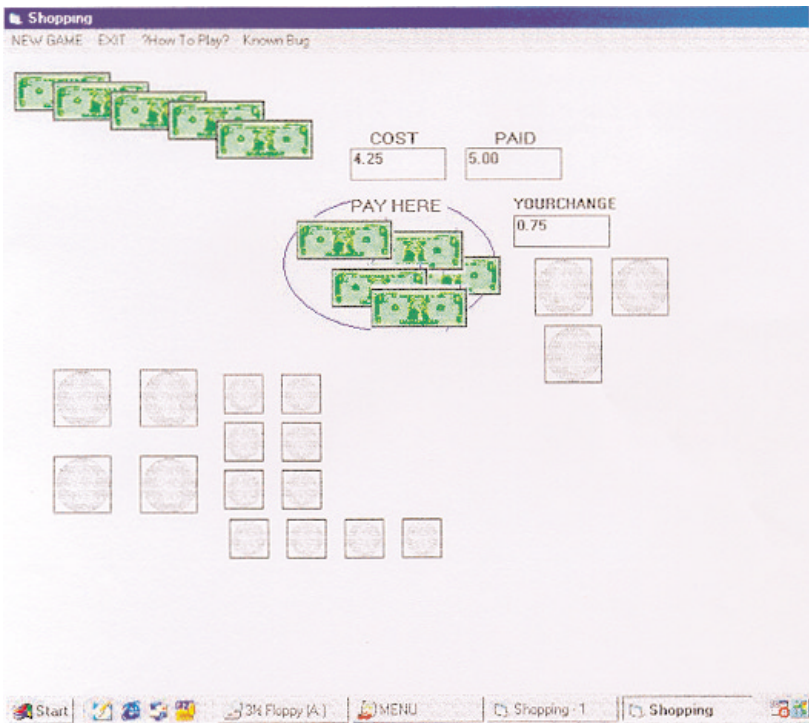 Shopping
NEW GAME EXIT ?How To Play? Known Bug
COST PAID
4.25 5.00
PAY HERE YOURCHANGE
0.75
Start 3½ Floppy (A:) MENU Shopping - 1 Shopping